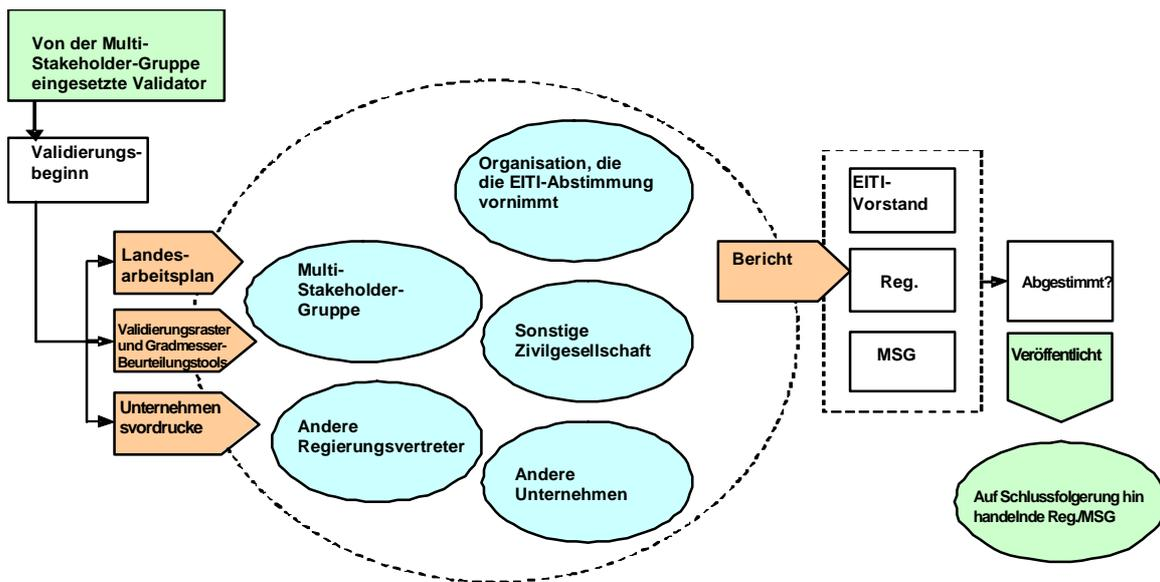 Von der Multi-
Stakeholder-Gruppe
eingesetzte Validator
Validierungs-
beginn
Landes-
arbeitsplan
Validierungsraster
und Gradmesser-
Beurteilungstools
Unternehmen
svordrucke
Organisation, die
die EITI-Abstimmung
vornimmt
Multi-
Stakeholder-
Gruppe
Sonstige
Zivilgesellschaft
Andere
Regierungsvertreter
Andere
Unternehmen
Bericht
EITI-
Vorstand
Reg.
MSG
Abgestimmt?
Veröffentlicht
Auf Schlussfolgerung hin
handelnde Reg./MSG